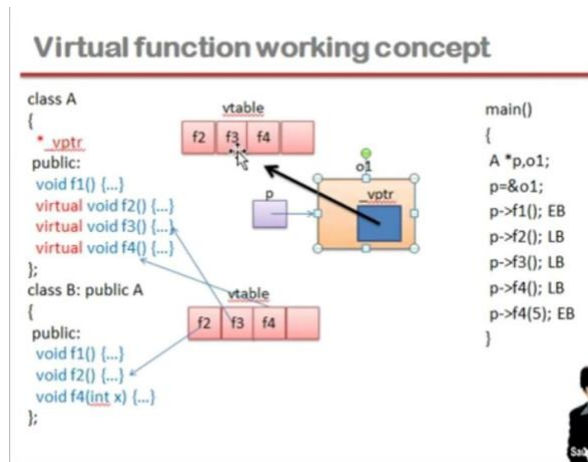 Virtual function working concept
class A
{
*_vptr
public:
void f1() {...}
virtual void f2() {...}
virtual void f3() {...}
virtual void f4() {...}
};
class B: public A
{
public:
void f1() {...}
void f2() {...}
void f4(int x) {...}
};
vtable
f2 f3 f4
o1
p
_vptr
vtable
f2 f3 f4
main()
{
A *p,o1;
p=&o1;
p->f1(); EB
p->f2(); LB
p->f3(); LB
p->f4(); LB
p->f4(5); EB
}